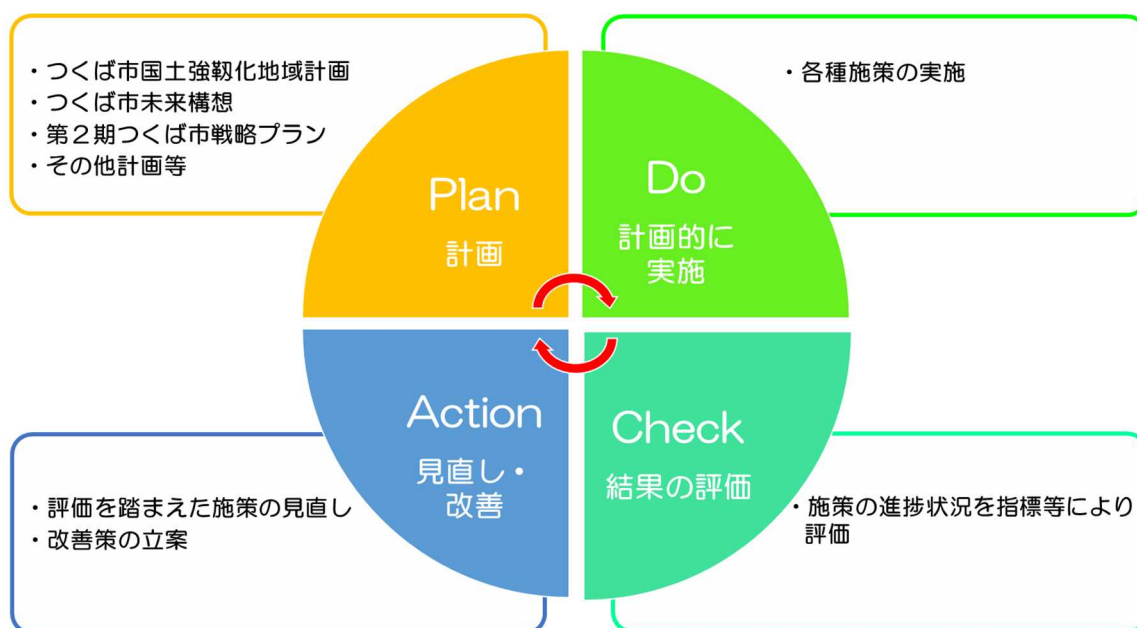 ・つくば市国土強靱化地域計画
・つくば市未来構想
・第２期つくば市戦略プラン
・その他計画等
Plan
計画
・各種施策の実施
Do
計画的に
実施
Action
見直し・
改善
・評価を踏まえた施策の見直し
・改善策の立案
Check
結果の評価
・施策の進捗状況を指標等により
評価